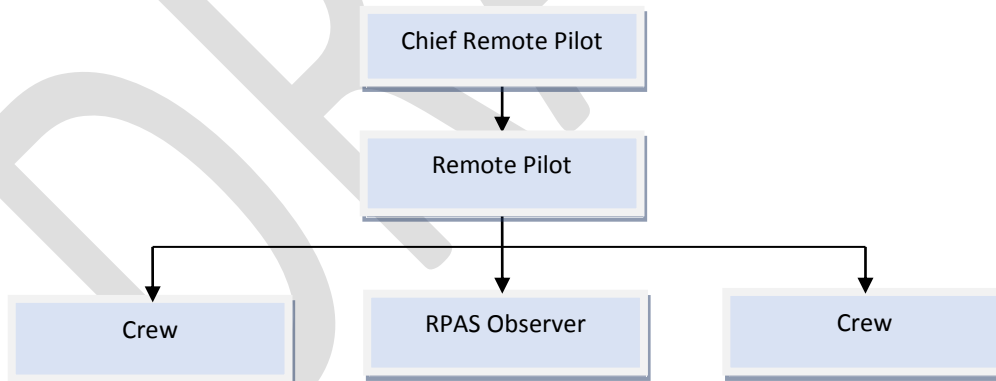 Chief Remote Pilot
Remote Pilot
Crew
RPAS Observer
Crew